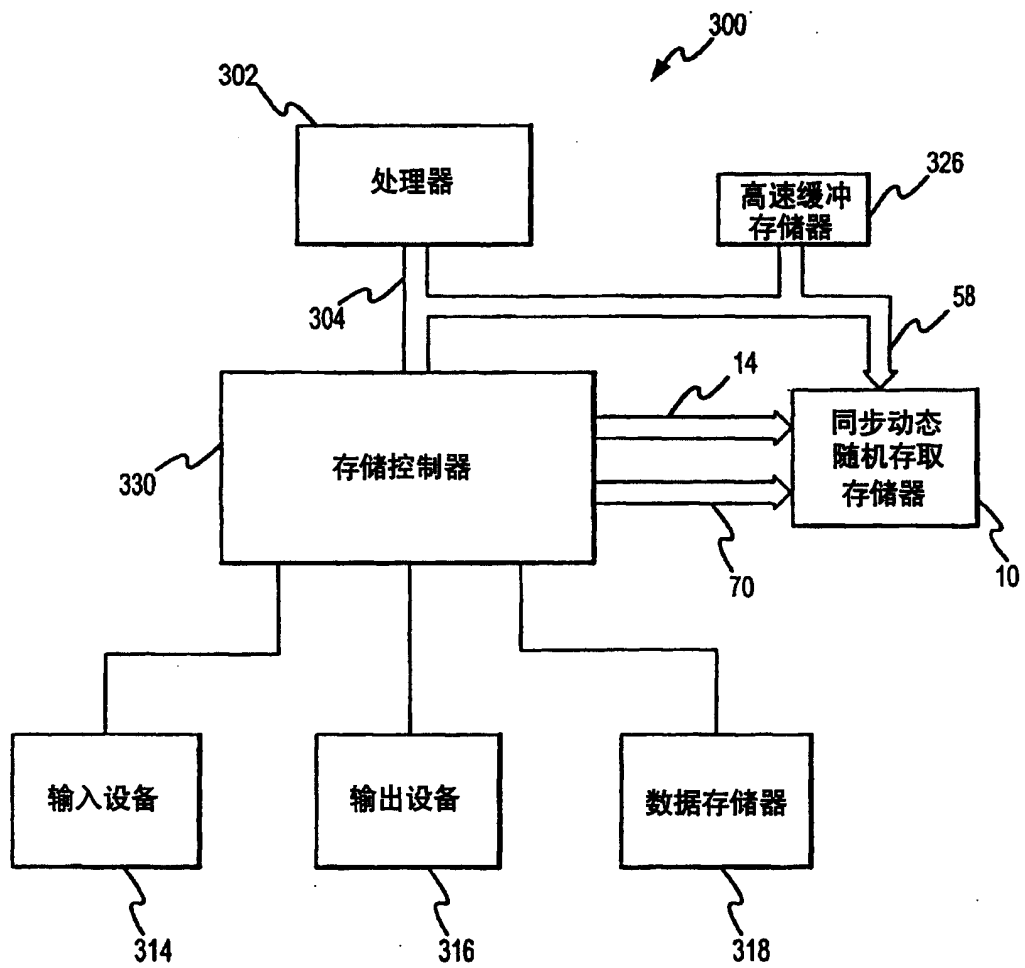 300
302
处理器
高速缓冲
存储器
326
304
58
14
存储控制器
330
同步动态
随机存取
存储器
70
10
输入设备
输出设备
数据存储器
314
316
318